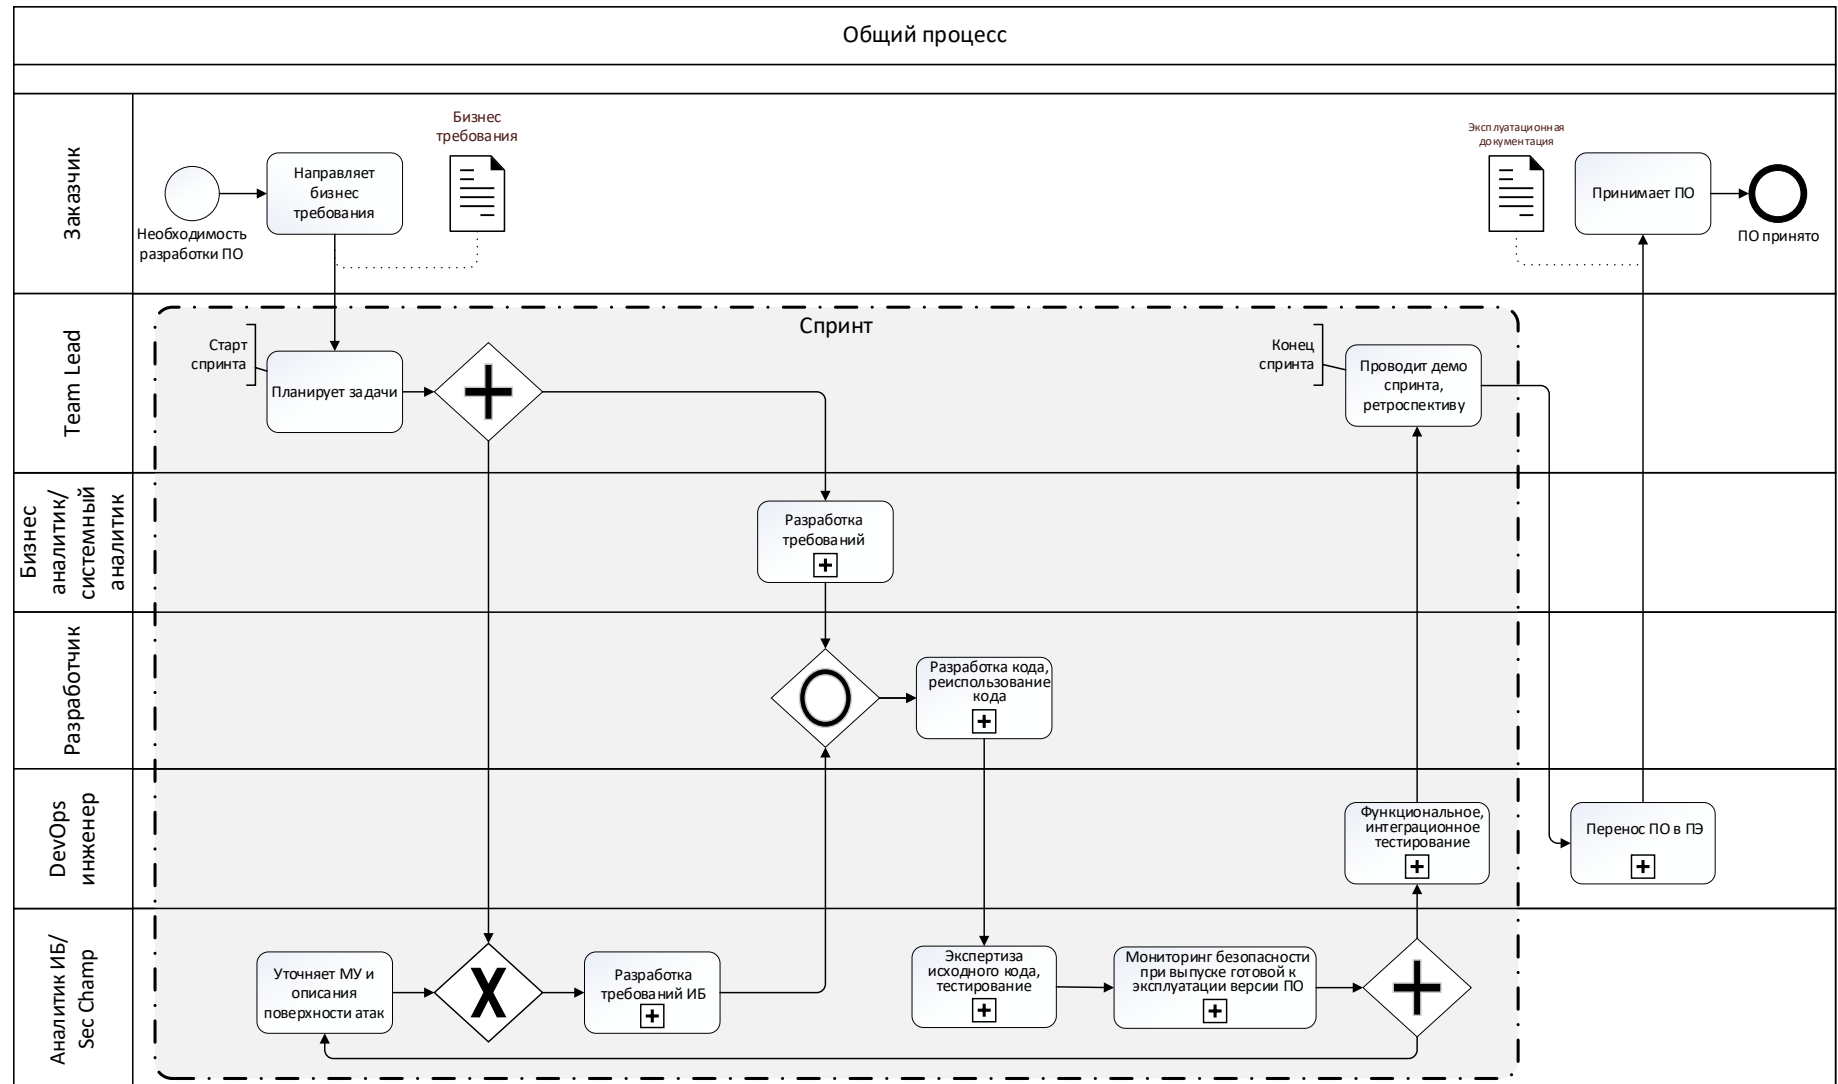 Общий процесс
Заказчик
Необходимость
разработки ПО
Направляет
бизнес
требования
Бизнес
требования
Эксплуатационная
документация
Принимает ПО
ПО принято
Team Lead
Спринт
Старт
спринта
Планирует задачи
Конец
спринта
Проводит демо
спринта,
ретроспективу
Бизнес
аналитик/
системный
аналитик
Разработка
требований
Разработчик
Разработка кода,
реиспользование
кода
DevOps
инженер
Функциональное,
интеграционное
тестирование
Перенос ПО в ПЭ
Аналитик ИБ/
Sec Champ
Уточняет МУ и
описания
поверхности атак
X
Разработка
требований ИБ
Экспертиза
исходного кода,
тестирование
Мониторинг безопасности
при выпуске готовой к
эксплуатации версии ПО